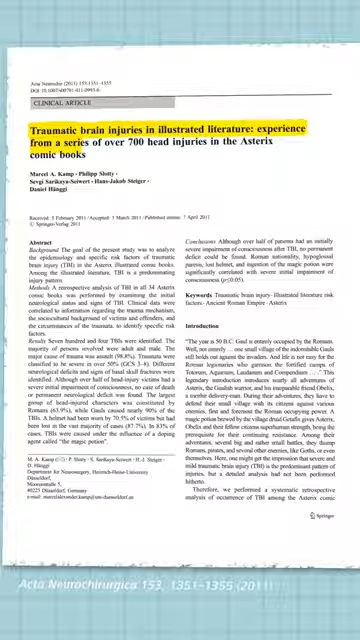 Acta Neurochir (2011) 153:1351–1355
DOI 10.1007/s00701-011-0993-6
CLINICAL ARTICLE
Traumatic brain injuries in illustrated literature: experience
from a series of over 700 head injuries in the Asterix
comic books
Marcel A. Kamp · Philipp Slotty ·
Sevgi Sarikaya-Seiwert · Hans-Jakob Steiger ·
Daniel Hänggi
Received: 5 February 2011 / Accepted: 3 March 2011 / Published online: 7 April 2011
© Springer-Verlag 2011
Abstract
Background The goal of the present study was to analyze
the epidemiology and specific risk factors of traumatic
brain injury (TBI) in the Asterix illustrated comic books.
Among the illustrated literature, TBI is a predominating
injury pattern.
Methods A retrospective analysis of TBI in all 34 Asterix
comic books was performed by examining the initial
neurological status and signs of TBI. Clinical data were
correlated to information regarding the trauma mechanism,
the sociocultural background of victims and offenders, and
the circumstances of the traumata, to identify specific risk
factors.
Results Seven hundred and four TBIs were identified. The
majority of persons involved were adult and male. The
major cause of trauma was assault (98.8%). Traumata were
classified to be severe in over 50% (GCS 3–8). Different
neurological deficits and signs of basal skull fractures were
identified. Although over half of head-injury victims had a
severe initial impairment of consciousness, no case of death
or permanent neurological deficit was found. The largest
group of head-injured characters was constituted by
Romans (63.9%), while Gauls caused nearly 90% of the
TBIs. A helmet had been worn by 70.5% of victims but had
been lost in the vast majority of cases (87.7%). In 83% of
cases, TBIs were caused under the influence of a doping
agent called "the magic potion".
M. A. Kamp · P. Slotty · S. Sarikaya-Seiwert · H.-J. Steiger ·
D. Hänggi
Department for Neurosurgery, Heinrich-Heine-University
Düsseldorf,
Moorenstraße 5,
40225 Düsseldorf, Germany
e-mail: marcelalexander.kamp@uni-duesseldorf.de
Conclusions Although over half of patients had an initially
severe impairment of consciousness after TBI, no permanent
deficit could be found. Roman nationality, hypoglossal
paresis, lost helmet, and ingestion of the magic potion were
significantly correlated with severe initial impairment of
consciousness (p≤0.05).
Keywords Traumatic brain injury · Illustrated literature risk
factors · Ancient Roman Empire · Asterix
Introduction
"The year is 50 B.C. Gaul is entirely occupied by the Romans.
Well, not entirely … one small village of the indomitable Gauls
still holds out against the invaders. And life is not easy for the
Roman legionaries who garrison the fortified camps of
Totorum, Aquarium, Laudanum and Compendium … ." This
legendary introduction introduces nearly all adventures of
Asterix, the Gaulish warrior, and his inseparable friend Obelix,
a menhir delivery-man. During their adventures, they have to
defend their small village with its citizens against various
enemies, first and foremost the Roman occupying power. A
magic potion brewed by the village druid Getafix gives Asterix,
Obelix and their fellow citizens superhuman strength, being the
prerequisite for their continuous resistance. Among their
adventures, several big and rather small battles, they thump
Romans, pirates, and several other enemies, like Goths, or even
themselves. Here, one might get the impression that severe and
mild traumatic brain injury (TBI) is the predominant pattern of
injuries, but a detailed analysis had not been performed
hitherto.
Therefore, we performed a systematic retrospective
analysis of occurrence of TBI among the Asterix comic
Springer
Acta Neurochirurgica 153, 1351–1355 (2011)